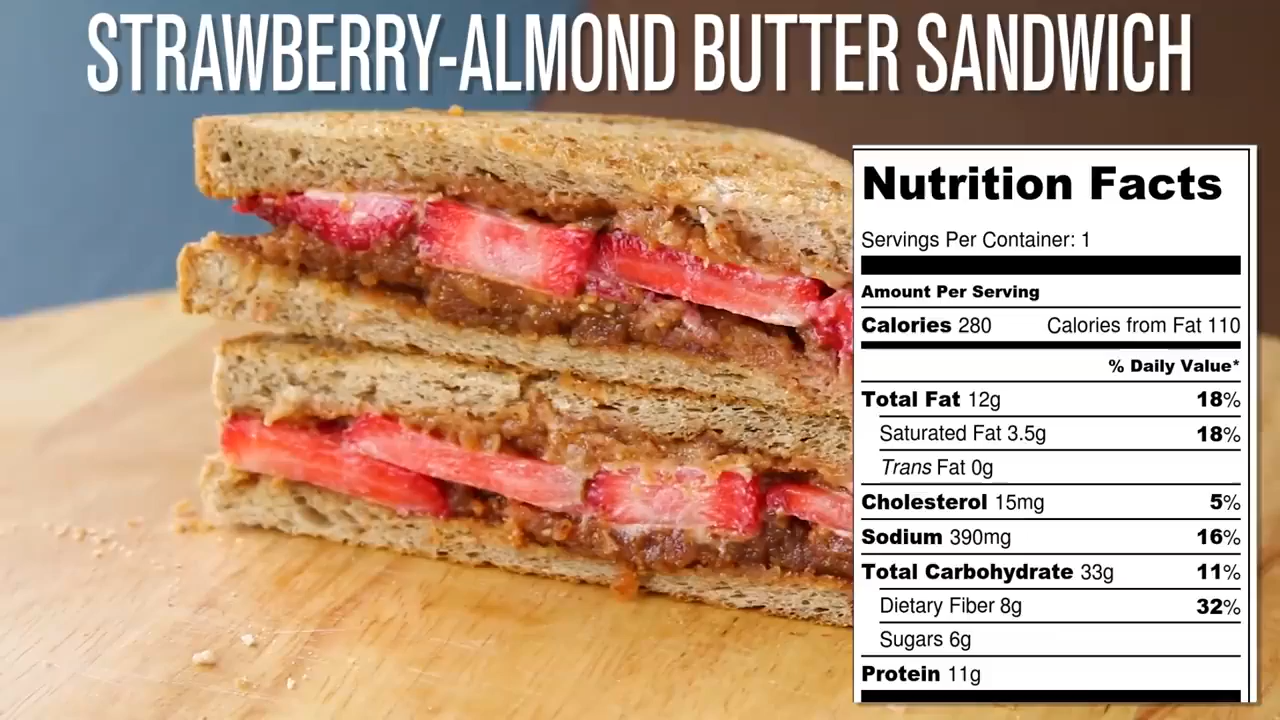 STRAWBERRY-ALMOND BUTTER SANDWICH
Nutrition Facts
Servings Per Container: 1
Amount Per Serving
Calories 280 Calories from Fat 110
% Daily Value*
Total Fat 12g 18%
Saturated Fat 3.5g 18%
Trans Fat 0g
Cholesterol 15mg 5%
Sodium 390mg 16%
Total Carbohydrate 33g 11%
Dietary Fiber 8g 32%
Sugars 6g
Protein 11g